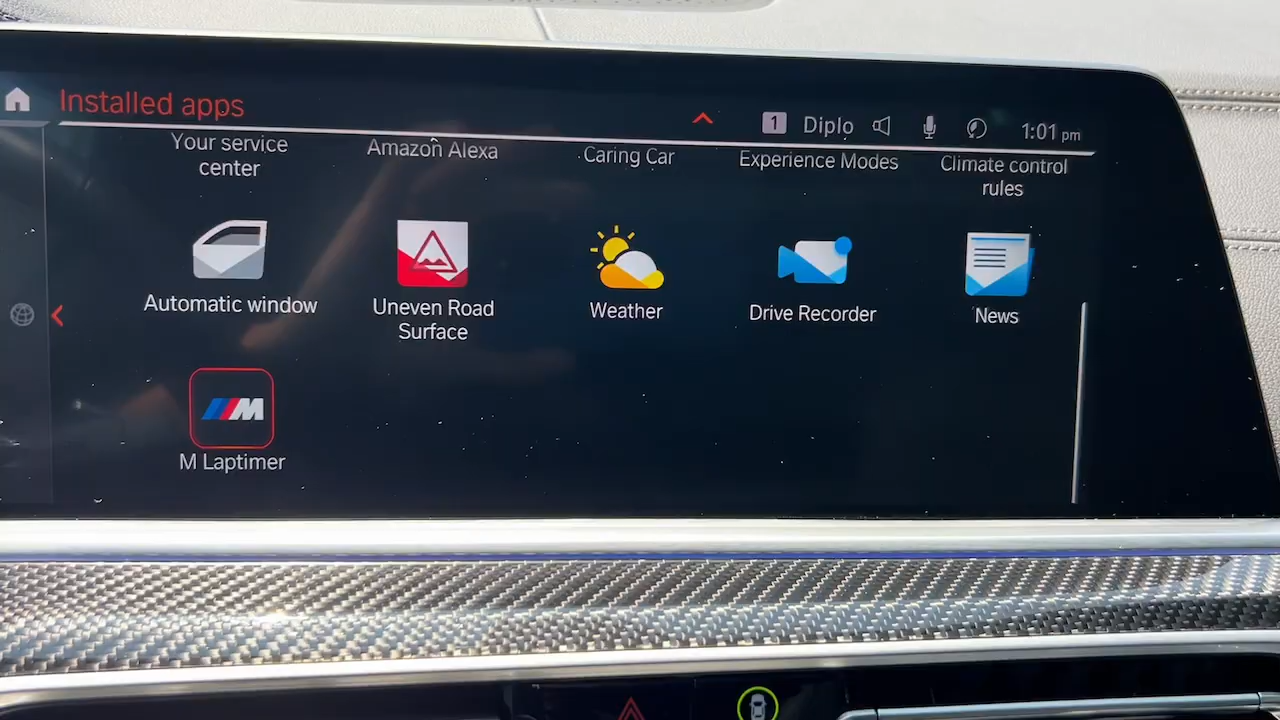 Installed apps
1 Diplo 1:01 pm
Your service
center
Amazon Alexa
Caring Car
Experience Modes
Climate control
rules
Automatic window
Uneven Road
Surface
Weather
Drive Recorder
News
M
M Laptimer